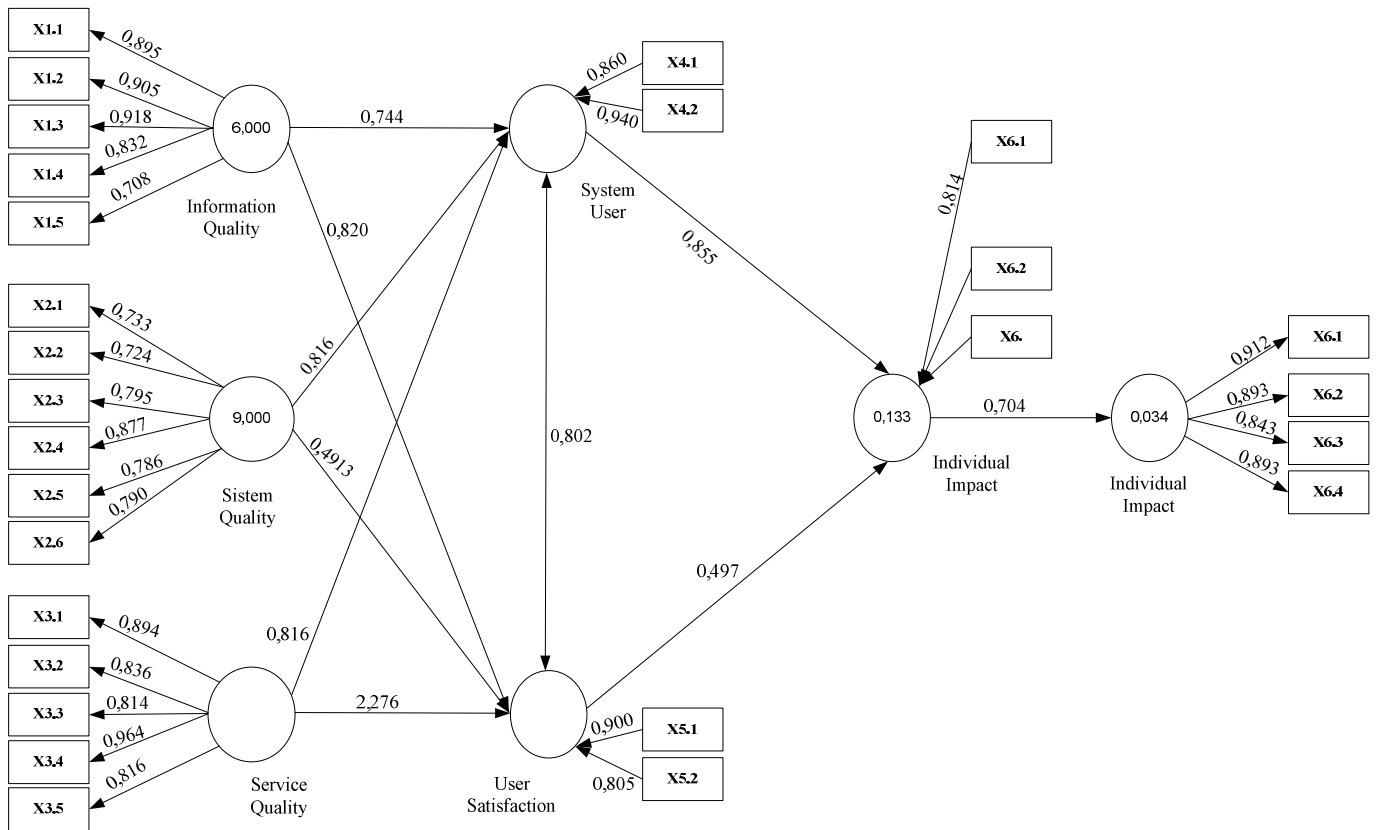 X1.1
0,895
X1.2
0,905
X1.3
0,918
X1.4
0,832
X1.5
0,708
6,000
Information
Quality
X2.1
0,733
X2.2
0,724
X2.3
0,795
X2.4
0,877
X2.5
0,786
X2.6
0,790
9,000
Sistem
Quality
X3.1
0,894
X3.2
0,836
X3.3
0,814
X3.4
0,964
X3.5
0,816
Service
Quality
0,744
0,820
0,816
0,4913
0,816
2,276
System
User
0,860
X4.1
0,940
X4.2
0,802
User
Satisfaction
0,900
X5.1
0,805
X5.2
0,855
0,497
X6.1
0,814
X6.2
X6.
0,133
Individual
Impact
0,704
0,034
Individual
Impact
0,912
X6.1
0,893
X6.2
0,843
X6.3
0,893
X6.4